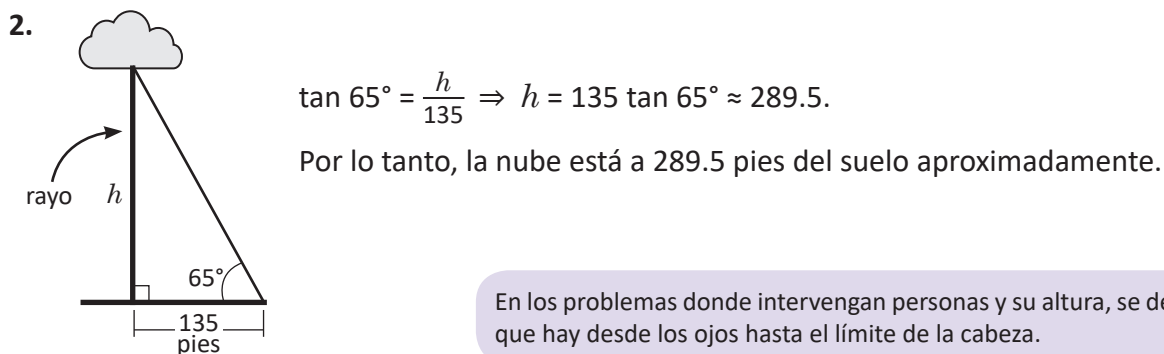 2.
tan 65° = h/135 ⇒ h = 135 tan 65° ≈ 289.5.
Por lo tanto, la nube está a 289.5 pies del suelo aproximadamente.
rayo
h
65°
135
pies
En los problemas donde intervengan personas y su altura, se
que hay desde los ojos hasta el límite de la cabeza.